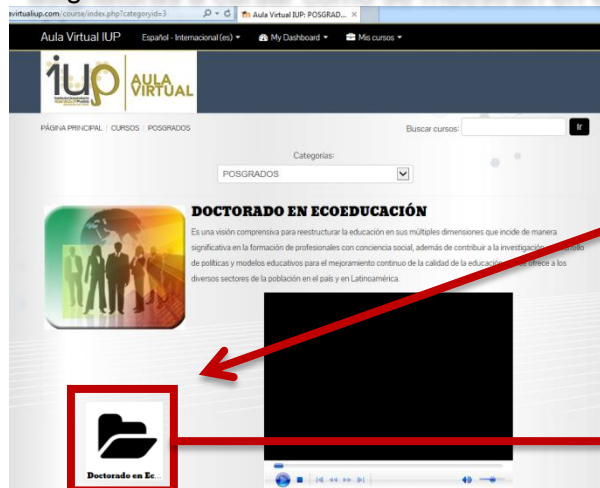 avirtualiup.com/course/index.php?categoryid=3
Aula Virtual IUP: POSGRAD...
Aula Virtual IUP Español - Internacional (es) My Dashboard Mis cursos
iup AULA VIRTUAL
PÁGINA PRINCIPAL CURSOS POSGRADOS Buscar cursos: Ir
Categorías:
POSGRADOS
DOCTORADO EN ECOEDUCACIÓN
Es una visión comprensiva para reestructurar la educación en sus múltiples dimensiones que incide de manera
significativa en la formación de profesionales con conciencia social, además de contribuir a la investigación
de políticas y modelos educativos para el mejoramiento continuo de la calidad de la educación ofrece a los
diversos sectores de la población en el país y en Latinoamérica.
Doctorado en Ec...